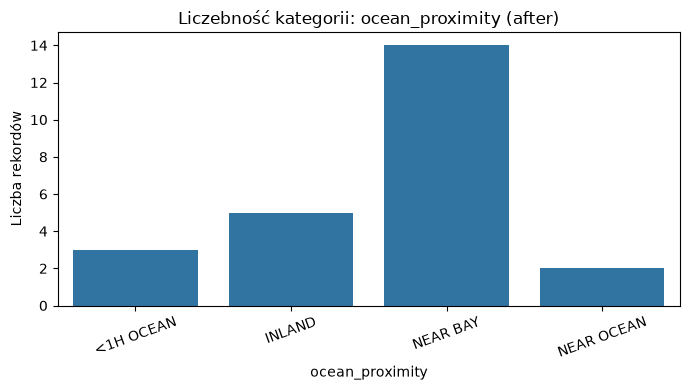 Liczebność kategorii: ocean_proximity (after)
Liczba rekordów
14
12
10
8
6
4
2
0
<1H OCEAN
INLAND
NEAR BAY
NEAR OCEAN
ocean_proximity